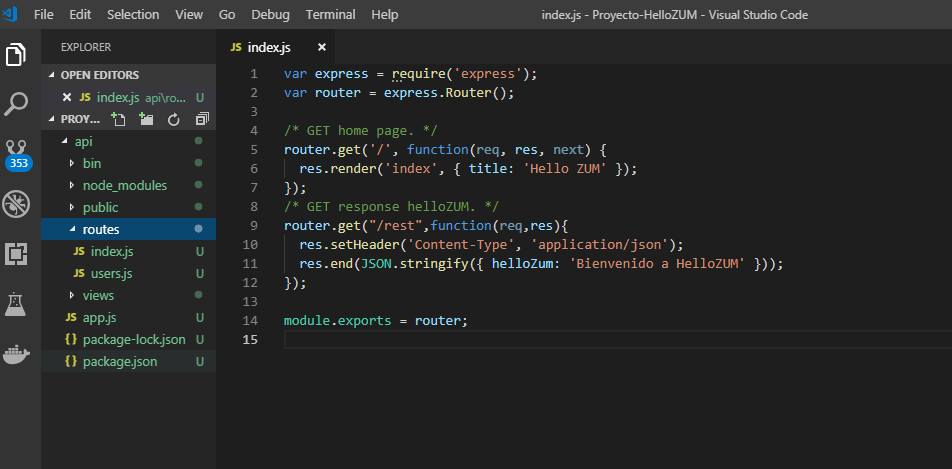 File Edit Selection View Go Debug Terminal Help index.js - Proyecto-HelloZUM - Visual Studio Code
EXPLORER
OPEN EDITORS
JS index.js api\ro... U
PROY...
api
bin
node_modules
public
routes
JS index.js U
JS users.js U
views
JS app.js U
{} package-lock.json U
{} package.json U
353
JS index.js
1 var express = require('express');
2 var router = express.Router();
3
4 /* GET home page. */
5 router.get('/', function(req, res, next) {
6   res.render('index', { title: 'Hello ZUM' });
7 });
8 /* GET response helloZUM. */
9 router.get("/rest",function(req,res){
10   res.setHeader('Content-Type', 'application/json');
11   res.end(JSON.stringify({ helloZum: 'Bienvenido a HelloZUM' }));
12 });
13
14 module.exports = router;
15